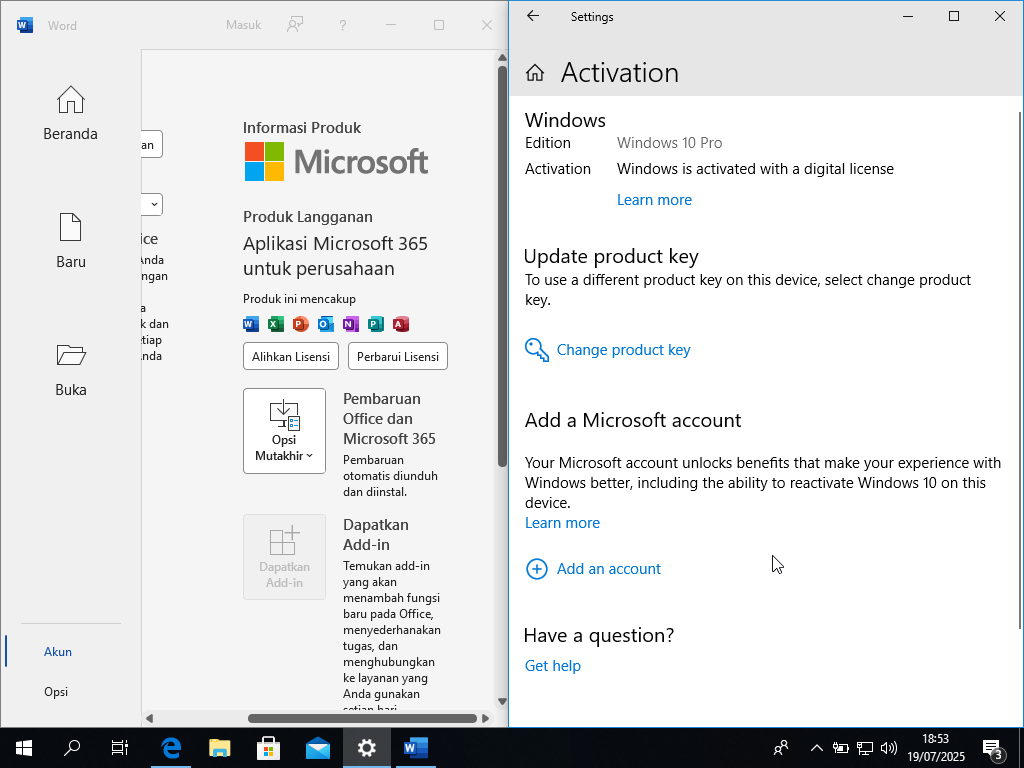 Word
Masuk
?
Beranda
Baru
Buka
Akun
Opsi
an
ice
Anda
ngan
a
k dan
etiap
Anda
Informasi Produk
Microsoft
Produk Langganan
Aplikasi Microsoft 365
untuk perusahaan
Produk ini mencakup
Alihkan Lisensi
Perbarui Lisensi
Opsi
Mutakhir
Pembaruan
Office dan
Microsoft 365
Pembaruan
otomatis diunduh
dan diinstal.
Dapatkan
Add-in
Dapatkan
Add-in
Temukan add-in
yang akan
menambah fungsi
baru pada Office,
menyederhanakan
tugas, dan
menghubungkan
ke layanan yang
Anda gunakan
setiap hari.
Settings
Activation
Windows
Edition Windows 10 Pro
Activation Windows is activated with a digital license
Learn more
Update product key
To use a different product key on this device, select change product
key.
Change product key
Add a Microsoft account
Your Microsoft account unlocks benefits that make your experience with
Windows better, including the ability to reactivate Windows 10 on this
device.
Learn more
Add an account
Have a question?
Get help
18:53
19/07/2025
3